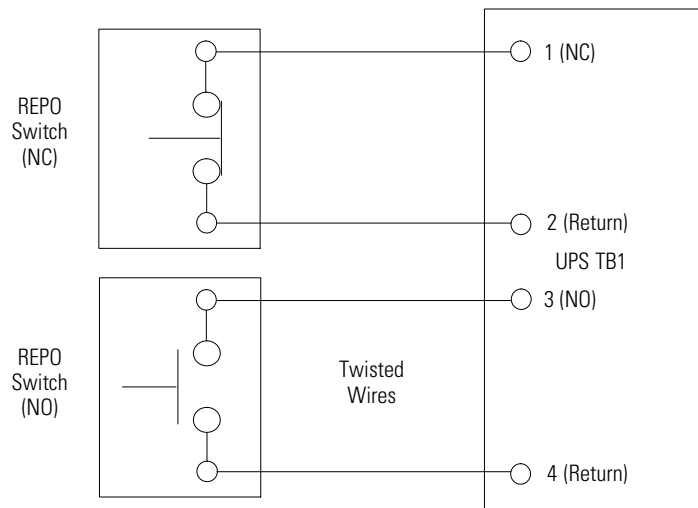 REPO
Switch
(NC)
1 (NC)
2 (Return)
UPS TB1
3 (NO)
REPO
Switch
(NO)
Twisted
Wires
4 (Return)